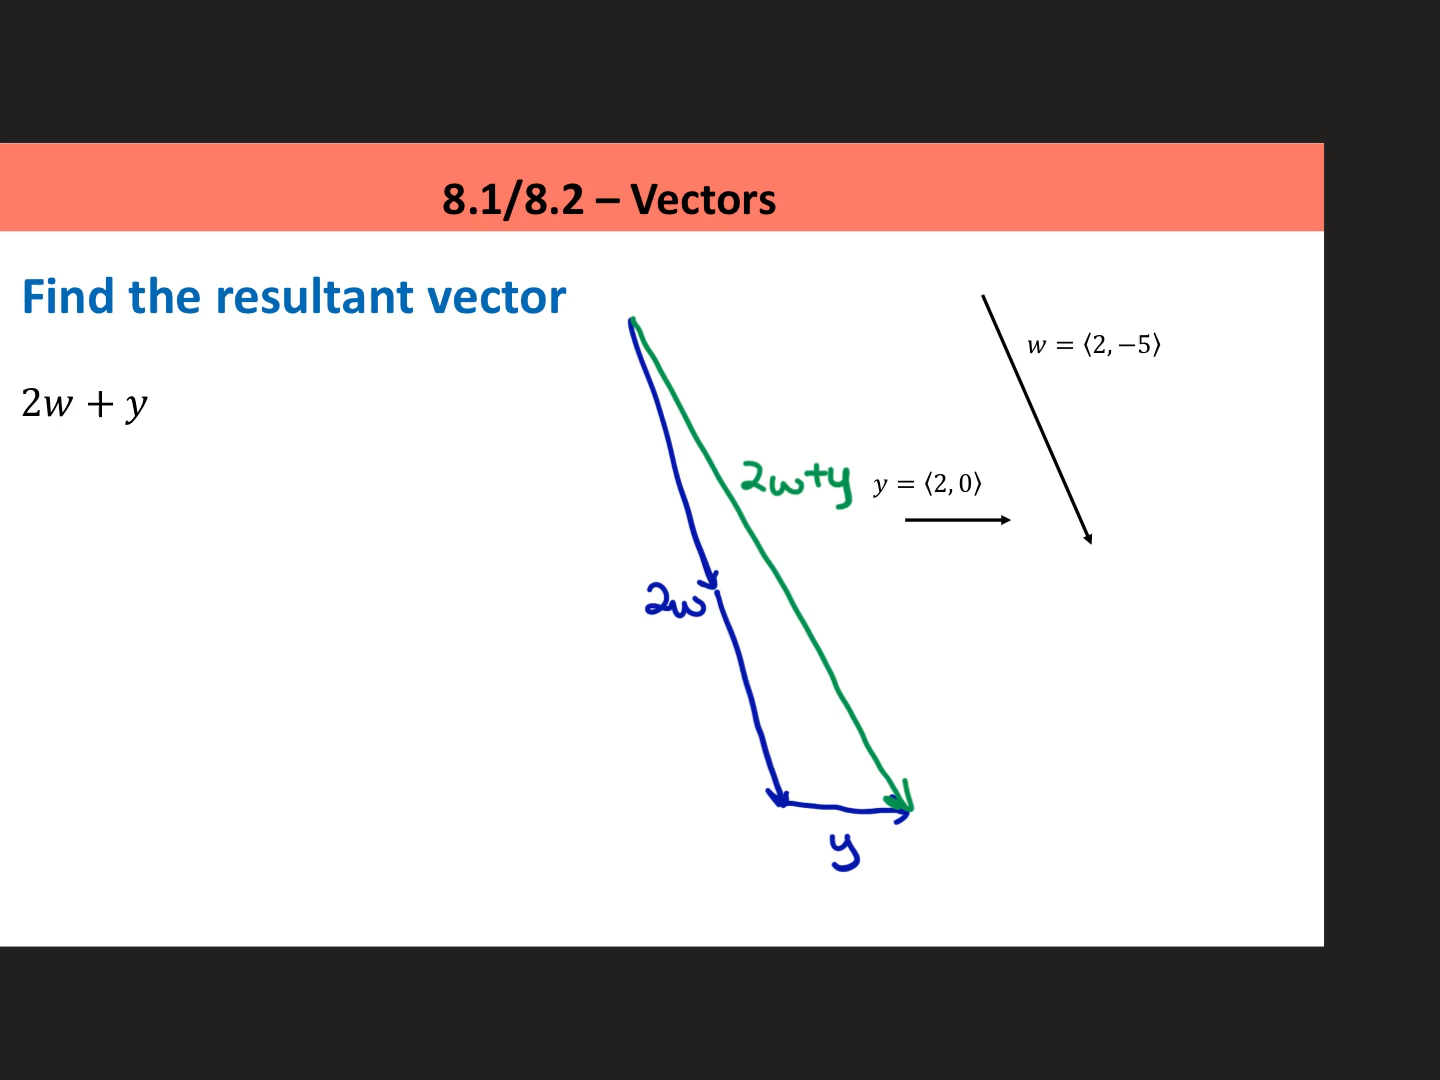 8.1/8.2 – Vectors
Find the resultant vector
w = ⟨2, −5⟩
2w + y
2w+y
y = ⟨2, 0⟩
2w
y